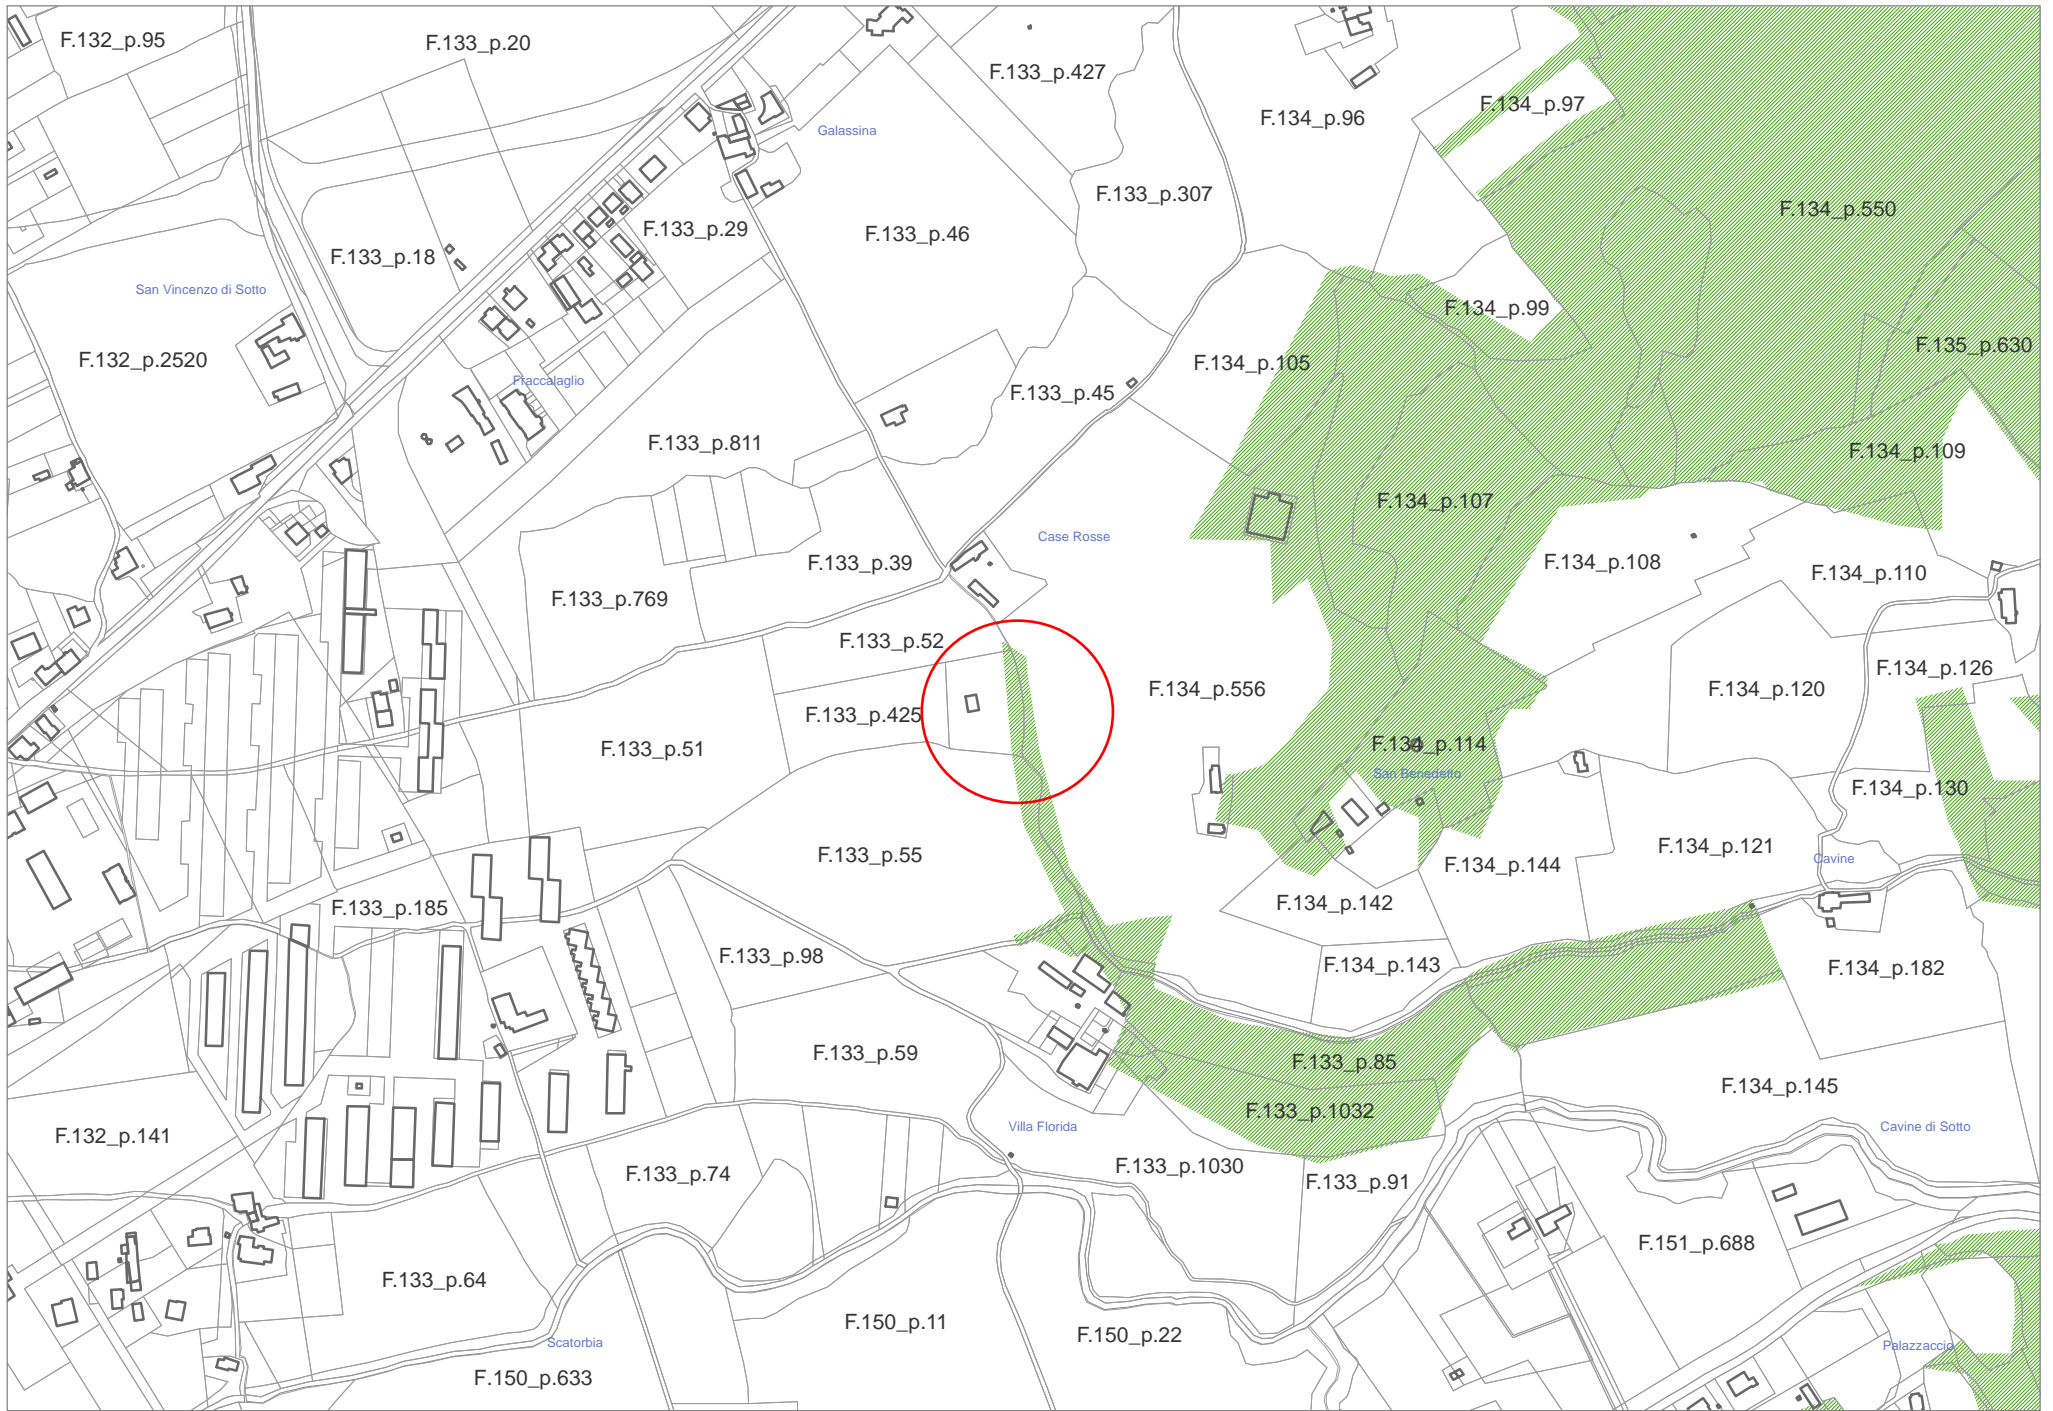 F.132_p.95
F.133_p.20
F.133_p.427
F.134_p.97
F.134_p.96
Galassina
F.133_p.307
F.134_p.550
F.133_p.29
F.133_p.46
F.133_p.18
San Vincenzo di Sotto
F.134_p.99
F.135_p.630
F.132_p.2520
F.134_p.105
Fraccalaglio
F.133_p.45
F.133_p.811
F.134_p.109
F.134_p.107
Case Rosse
F.133_p.39
F.134_p.108
F.134_p.110
F.133_p.769
F.133_p.52
F.134_p.126
F.134_p.556
F.134_p.120
F.133_p.425
F.133_p.51
F.134_p.114
San Benedetto
F.134_p.130
F.133_p.55
F.134_p.121
Cavine
F.134_p.144
F.134_p.142
F.133_p.185
F.133_p.98
F.134_p.143
F.134_p.182
F.133_p.59
F.133_p.85
F.134_p.145
F.133_p.1032
Villa Florida
Cavine di Sotto
F.132_p.141
F.133_p.74
F.133_p.1030
F.133_p.91
F.151_p.688
F.133_p.64
F.150_p.11
F.150_p.22
Scatorbia
Palazzaccio
F.150_p.633